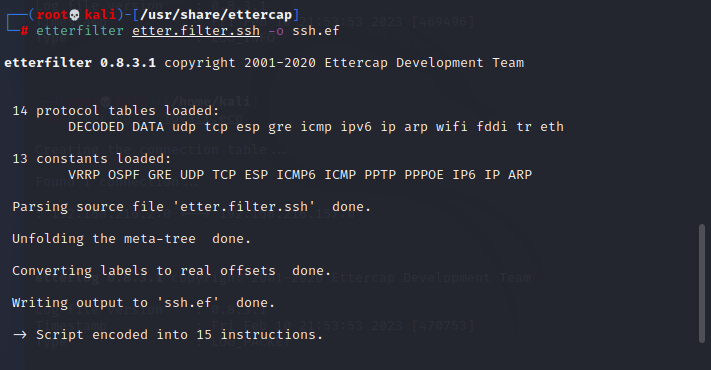 (root💀kali)-[/usr/share/ettercap]
# etterfilter etter.filter.ssh -o ssh.ef
etterfilter 0.8.3.1 copyright 2001-2020 Ettercap Development Team
14 protocol tables loaded:
DECODED DATA udp tcp esp gre icmp ipv6 ip arp wifi fddi tr eth
13 constants loaded:
VRRP OSPF GRE UDP TCP ESP ICMP6 ICMP PPTP PPPOE IP6 IP ARP
Parsing source file 'etter.filter.ssh'  done.
Unfolding the meta-tree  done.
Converting labels to real offsets  done.
Writing output to 'ssh.ef'  done.
-> Script encoded into 15 instructions.